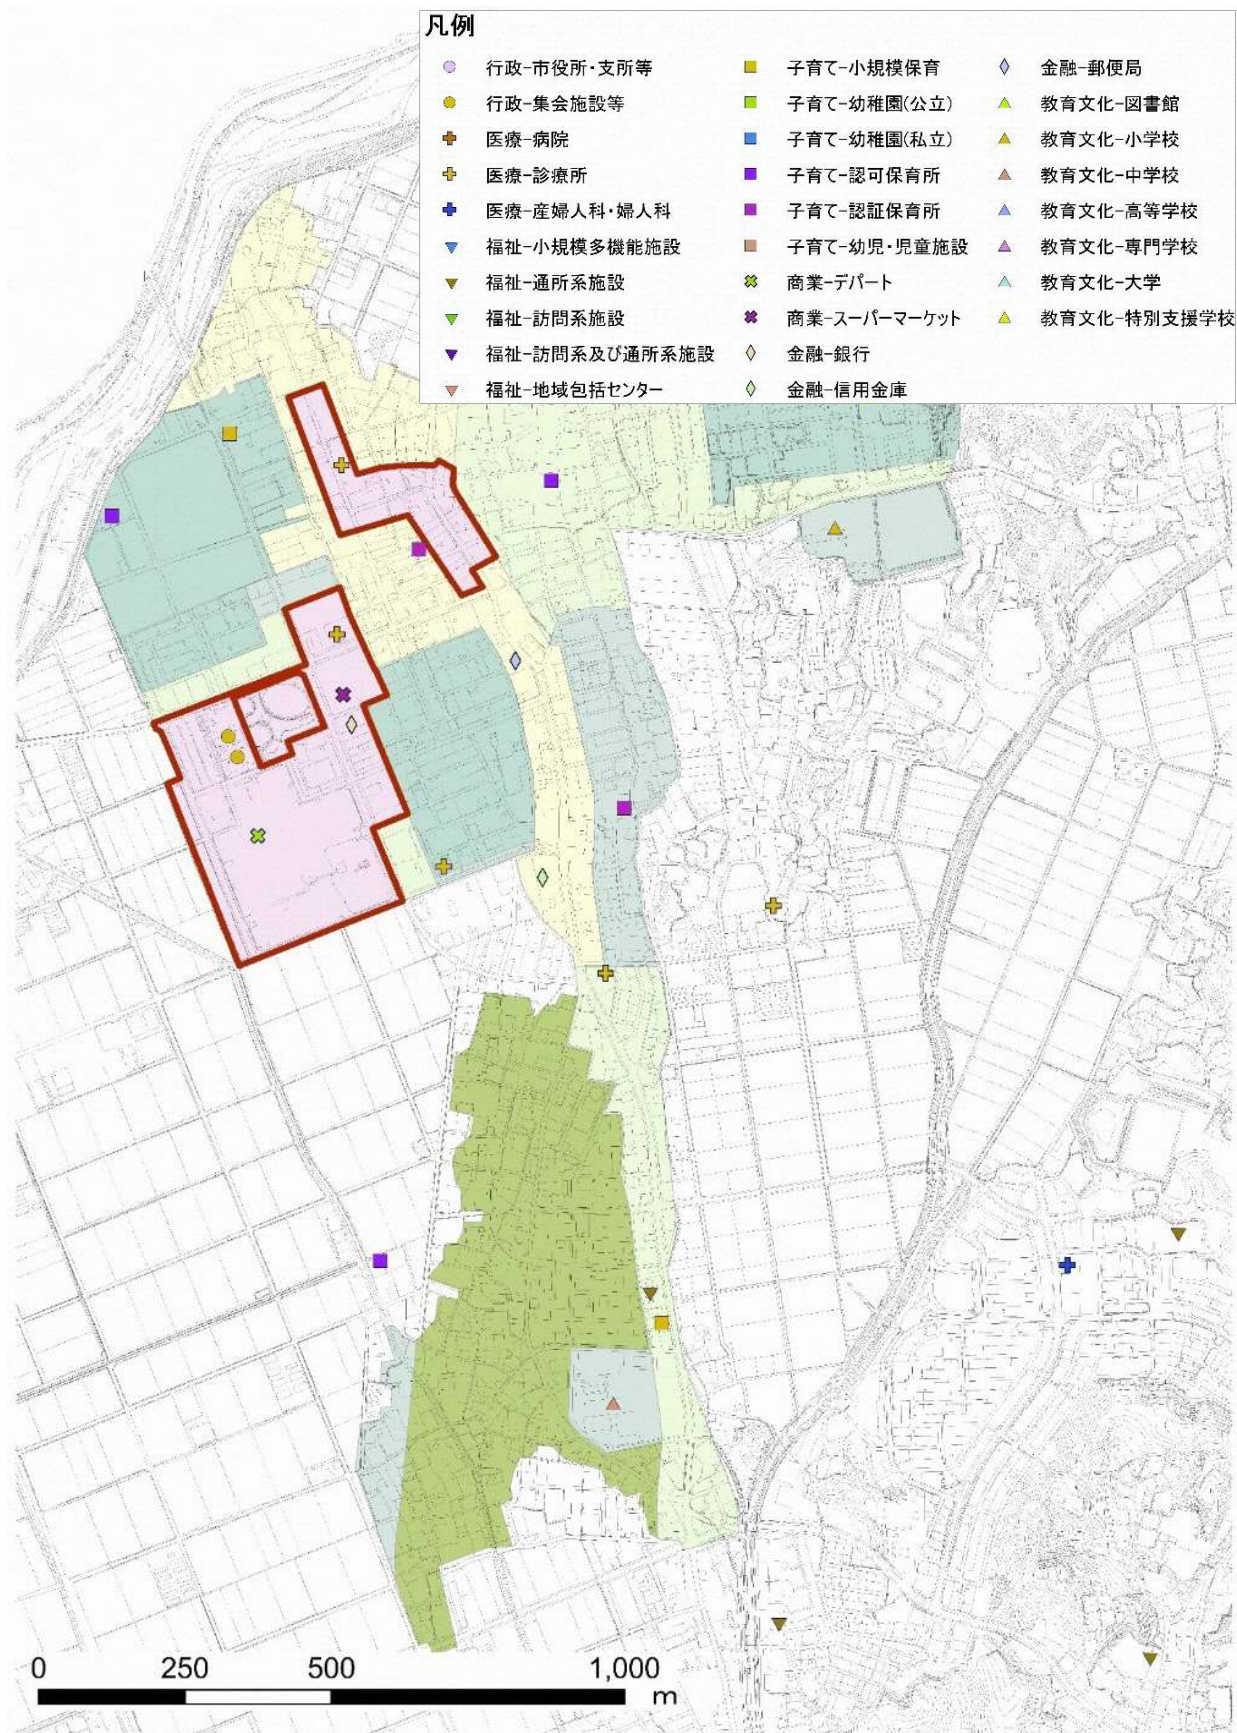 凡例
行政-市役所・支所等
行政-集会施設等
医療-病院
医療-診療所
医療-産婦人科・婦人科
福祉-小規模多機能施設
福祉-通所系施設
福祉-訪問系施設
福祉-訪問系及び通所系施設
福祉-地域包括センター
子育て-小規模保育
子育て-幼稚園(公立)
子育て-幼稚園(私立)
子育て-認可保育所
子育て-認証保育所
子育て-幼児・児童施設
商業-デパート
商業-スーパーマーケット
金融-銀行
金融-信用金庫
金融-郵便局
教育文化-図書館
教育文化-小学校
教育文化-中学校
教育文化-高等学校
教育文化-専門学校
教育文化-大学
教育文化-特別支援学校
0 250 500 1,000
m